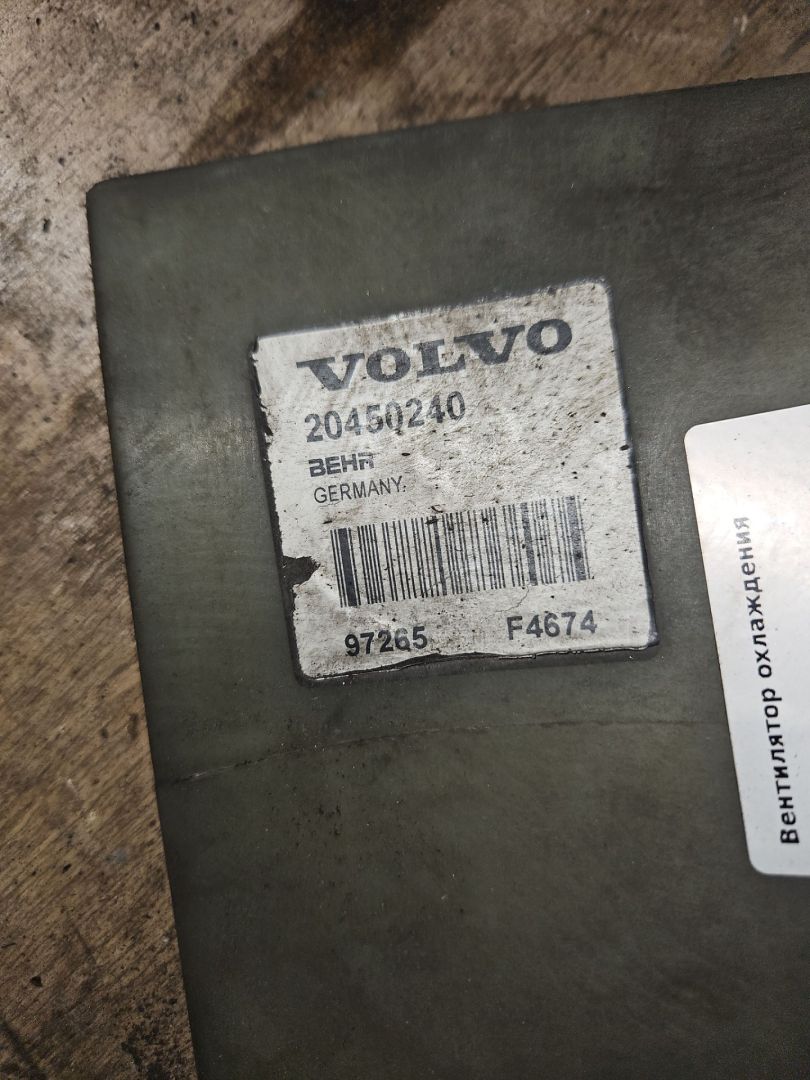 VOLVO
20450240
BEHR
GERMANY.
97265 F4674
Вентилятор охлаждения